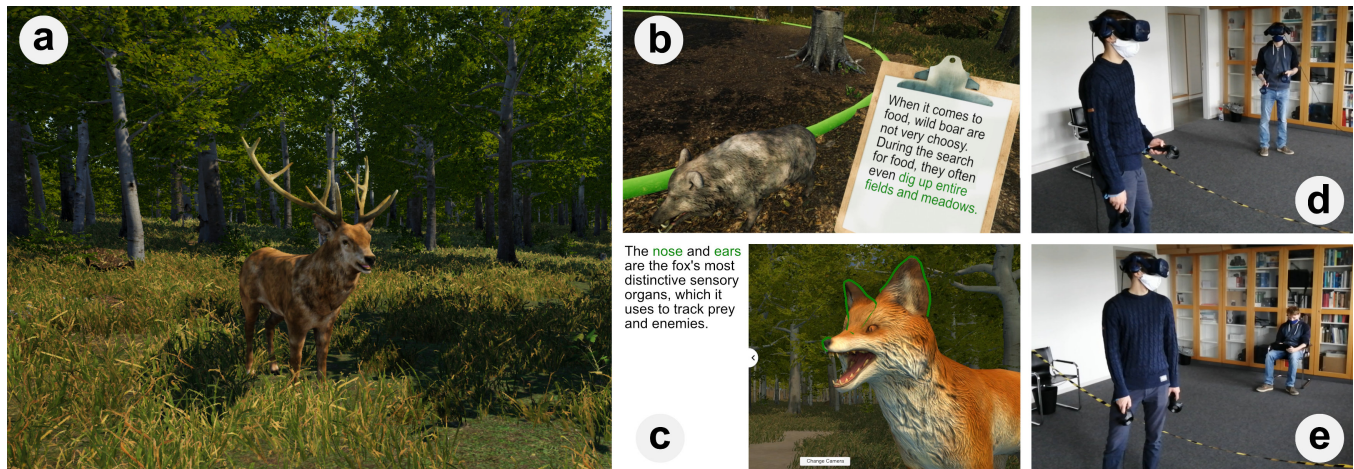 a
b
When it comes to
food, wild boar are
not very choosy.
During the search
for food, they often
even dig up entire
fields and meadows.
The nose and ears
are the fox's most
distinctive sensory
organs, which it
uses to track prey
and enemies.
Change Camera
c
d
e